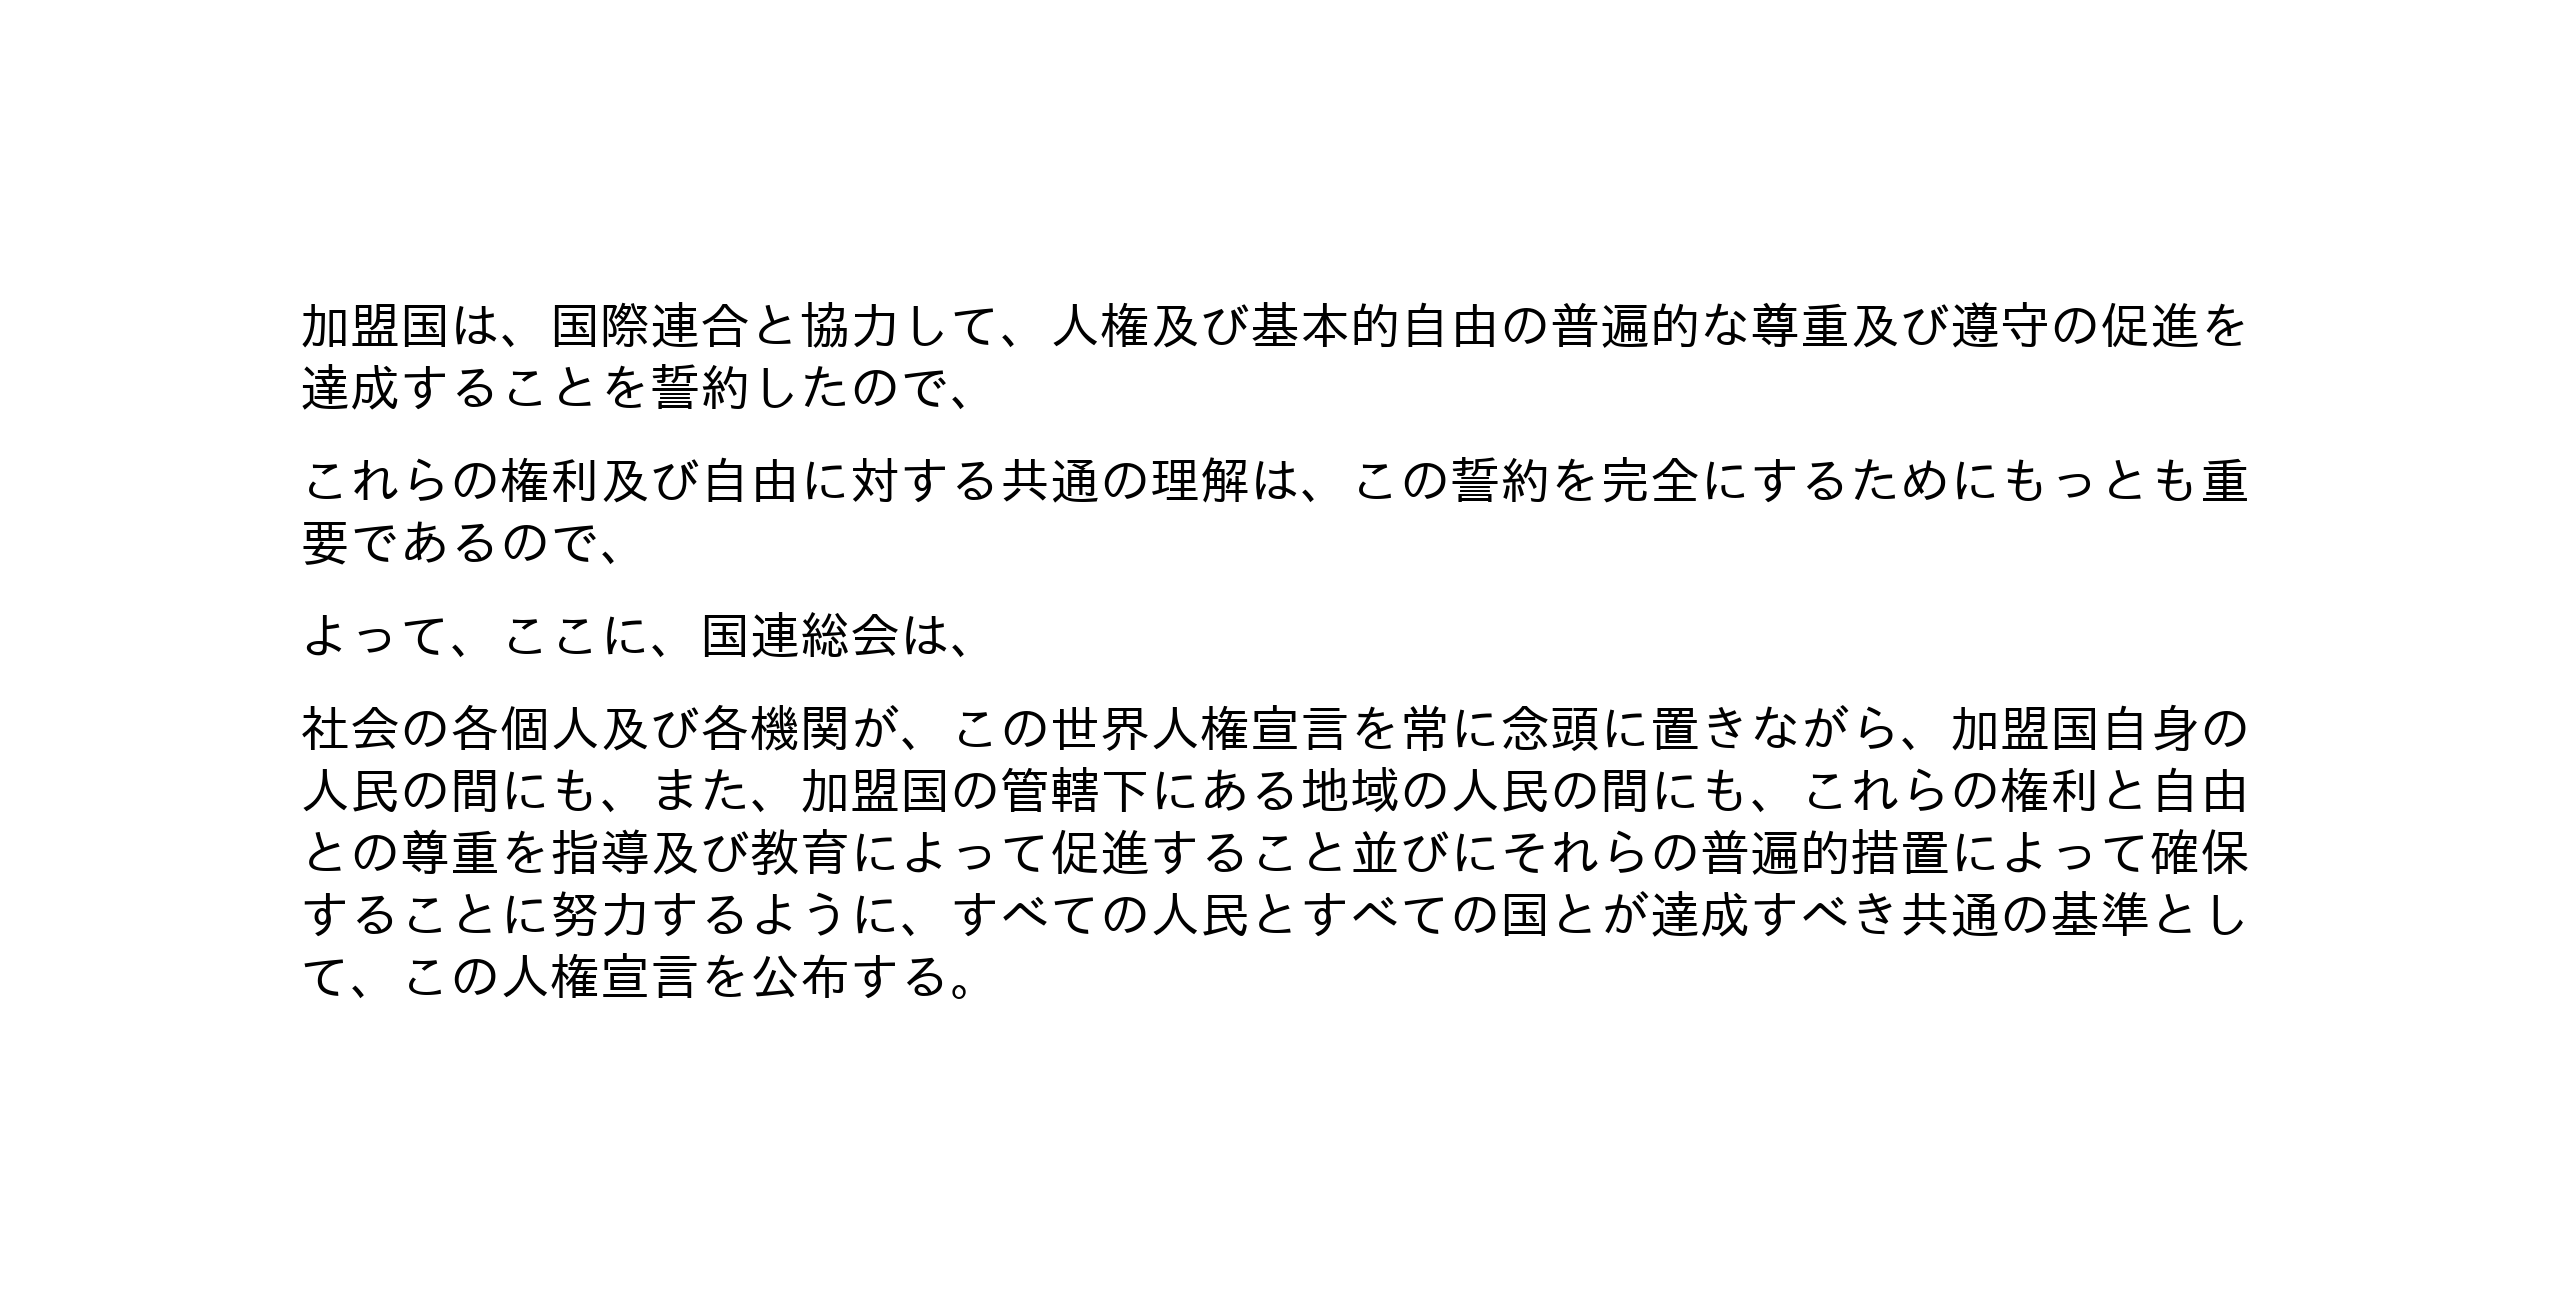 加盟国は、国際連合と協力して、人権及び基本的自由の普遍的な尊重及び遵守の促進を
達成することを誓約したので、
これらの権利及び自由に対する共通の理解は、この誓約を完全にするためにもっとも重
要であるので、
よって、ここに、国連総会は、
社会の各個人及び各機関が、この世界人権宣言を常に念頭に置きながら、加盟国自身の
人民の間にも、また、加盟国の管轄下にある地域の人民の間にも、これらの権利と自由
との尊重を指導及び教育によって促進すること並びにそれらの普遍的措置によって確保
することに努力するように、すべての人民とすべての国とが達成すべき共通の基準とし
て、この人権宣言を公布する。